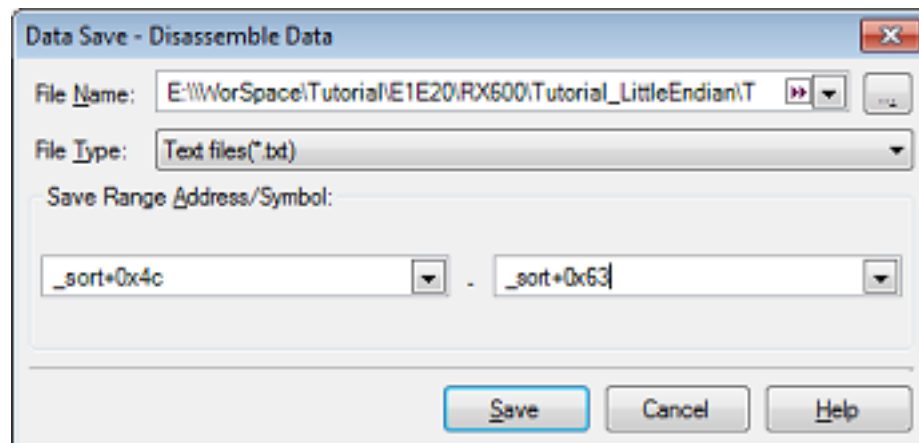 Data Save - Disassemble Data
File Name: E:\\WorSpace\Tutorial\E1E20\RX600\Tutorial_LittleEndian\T ...
File Type: Text files(*.txt)
Save Range Address/Symbol:
_sort+0x4c - _sort+0x63
Save Cancel Help